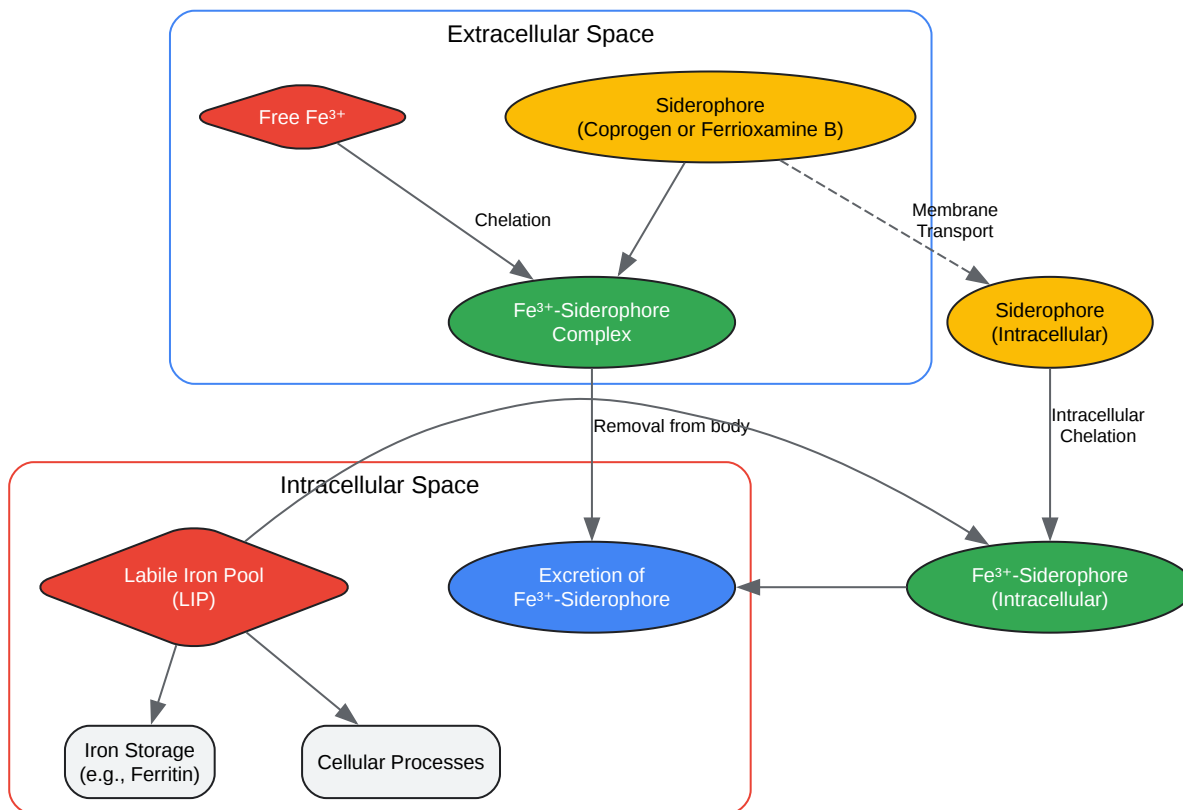 Extracellular Space
Free Fe³⁺
Siderophore
(Coprogen or Ferrioxamine B)
Chelation
Membrane
Transport
Fe³⁺-Siderophore
Complex
Siderophore
(Intracellular)
Removal from body
Intracellular
Chelation
Intracellular Space
Labile Iron Pool
(LIP)
Excretion of
Fe³⁺-Siderophore
Fe³⁺-Siderophore
(Intracellular)
Iron Storage
(e.g., Ferritin)
Cellular Processes